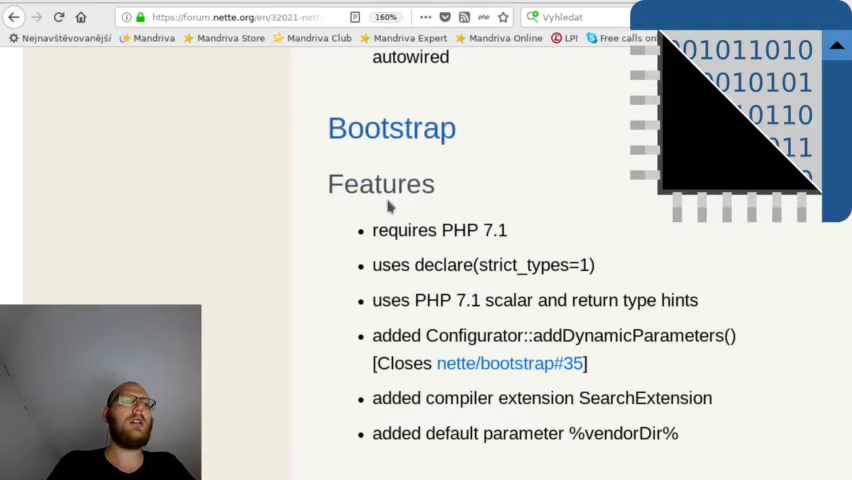 https://forum.nette.org/en/32021-nett
160%
Vyhledat
Nejnavštěvovanější
Mandriva
Mandriva Store
Mandriva Club
Mandriva Expert
Mandriva Online
LPI
Free calls onl
autowired
001011010
010101
0110
011
Bootstrap
Features
requires PHP 7.1
uses declare(strict_types=1)
uses PHP 7.1 scalar and return type hints
added Configurator::addDynamicParameters()
[Closes nette/bootstrap#35]
added compiler extension SearchExtension
added default parameter %vendorDir%